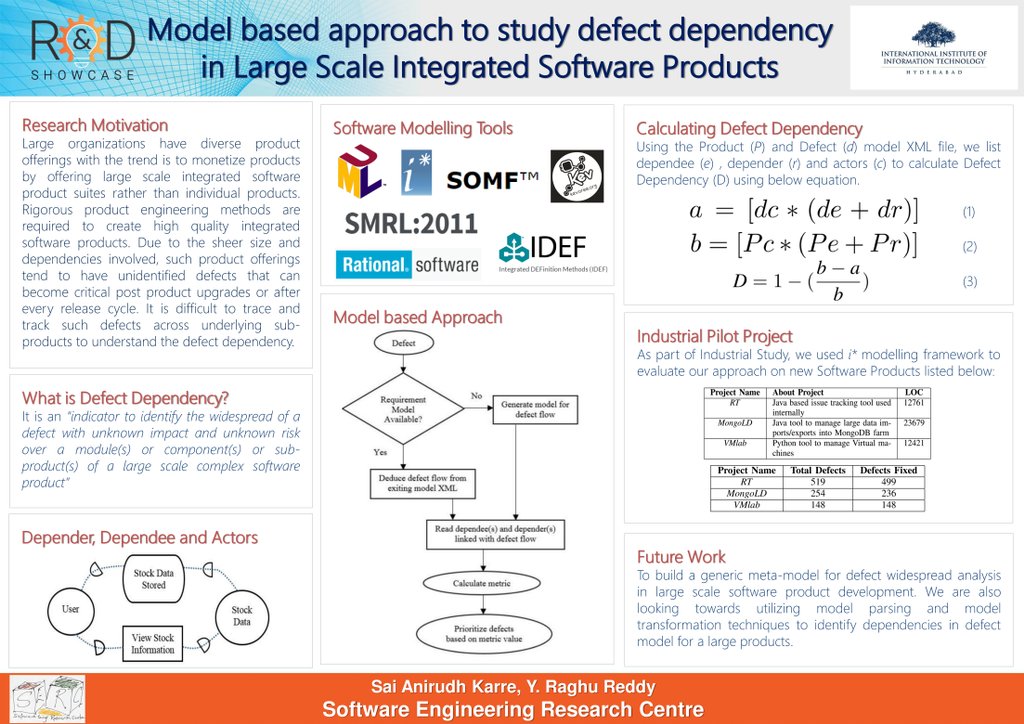 R&D
SHOWCASE
Model based approach to study defect dependency
in Large Scale Integrated Software Products
INTERNATIONAL INSTITUTE OF
INFORMATION TECHNOLOGY
HYDERABAD
Research Motivation
Large organizations have diverse product
offerings with the trend is to monetize products
by offering large scale integrated software
product suites rather than individual products.
Rigorous product engineering methods are
required to create high quality integrated
software products. Due to the sheer size and
dependencies involved, such product offerings
tend to have unidentified defects that can
become critical post product upgrades or after
every release cycle. It is difficult to trace and
track such defects across underlying sub-
products to understand the defect dependency.
What is Defect Dependency?
It is an "indicator to identify the widespread of a
defect with unknown impact and unknown risk
over a module(s) or component(s) or sub-
product(s) of a large scale complex software
product"
Depender, Dependee and Actors
Stock Data
Stored
User
Stock
Data
View Stock
Information
Software Modelling Tools
UML™
i*
SOMF™
Kev
kevoree.org
SMRL:2011
Rational. software
IDEF
Integrated DEFinition Methods (IDEF)
Model based Approach
Defect
Requirement
Model
Available?
No
Generate model for
defect flow
Yes
Deduce defect flow from
exiting model XML
Read dependee(s) and depender(s)
linked with defect flow
Calculate metric
Prioritize defects
based on metric value
Calculating Defect Dependency
Using the Product (P) and Defect (d) model XML file, we list
dependee (e) , depender (r) and actors (c) to calculate Defect
Dependency (D) using below equation.
a = [dc ∗ (de + dr)] (1)
b = [Pc ∗ (Pe + Pr)] (2)
D = 1 − (b − a / b) (3)
Industrial Pilot Project
As part of Industrial Study, we used i* modelling framework to
evaluate our approach on new Software Products listed below:
Project Name About Project LOC
RT Java based issue tracking tool used 12761
internally
MongoLD Java tool to manage large data im- 23679
ports/exports into MongoDB farm
VMlab Python tool to manage Virtual ma- 12421
chines
Project Name Total Defects Defects Fixed
RT 519 499
MongoLD 254 236
VMlab 148 148
Future Work
To build a generic meta-model for defect widespread analysis
in large scale software product development. We are also
looking towards utilizing model parsing and model
transformation techniques to identify dependencies in defect
model for a large products.
SERC
Software Engg Research Center
Sai Anirudh Karre, Y. Raghu Reddy
Software Engineering Research Centre